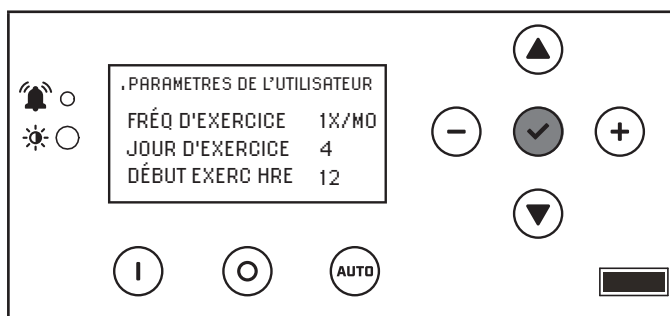 .PARAMETRES DE L'UTILISATEUR
FRÉQ D'EXERCICE 1X/MO
JOUR D'EXERCICE 4
DÉBUT EXERC HRE 12
AUTO